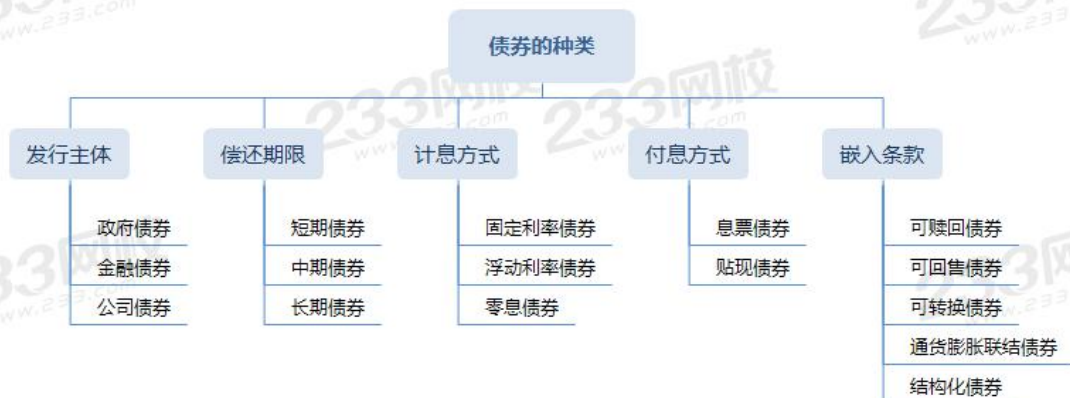 债券的种类
发行主体
偿还期限
计息方式
付息方式
嵌入条款
政府债券
短期债券
固定利率债券
息票债券
可赎回债券
金融债券
中期债券
浮动利率债券
贴现债券
可回售债券
公司债券
长期债券
零息债券
可转换债券
通货膨胀联结债券
结构化债券
233网校
www.233.com